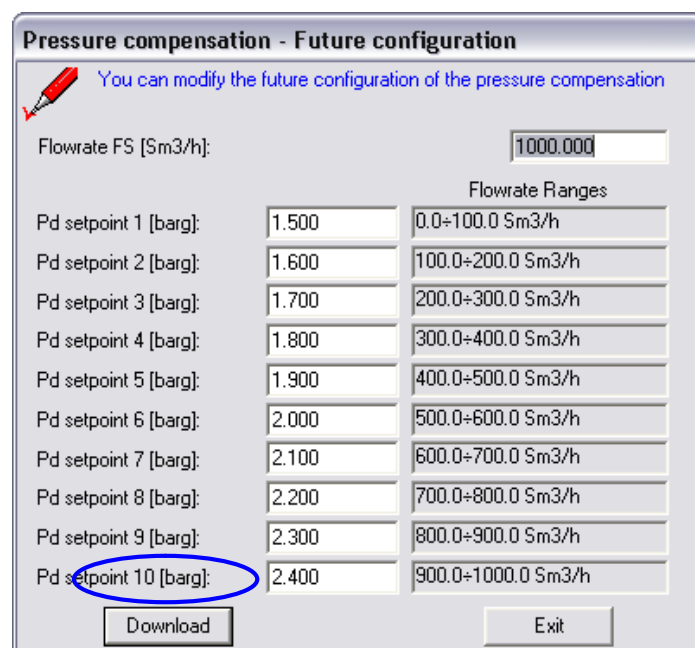 Pressure compensation - Future configuration
You can modify the future configuration of the pressure compensation
Flowrate FS [Sm3/h]: 1000.000
Flowrate Ranges
Pd setpoint 1 [barg]: 1.500 0.0÷100.0 Sm3/h
Pd setpoint 2 [barg]: 1.600 100.0÷200.0 Sm3/h
Pd setpoint 3 [barg]: 1.700 200.0÷300.0 Sm3/h
Pd setpoint 4 [barg]: 1.800 300.0÷400.0 Sm3/h
Pd setpoint 5 [barg]: 1.900 400.0÷500.0 Sm3/h
Pd setpoint 6 [barg]: 2.000 500.0÷600.0 Sm3/h
Pd setpoint 7 [barg]: 2.100 600.0÷700.0 Sm3/h
Pd setpoint 8 [barg]: 2.200 700.0÷800.0 Sm3/h
Pd setpoint 9 [barg]: 2.300 800.0÷900.0 Sm3/h
Pd setpoint 10 [barg]: 2.400 900.0÷1000.0 Sm3/h
Download Exit